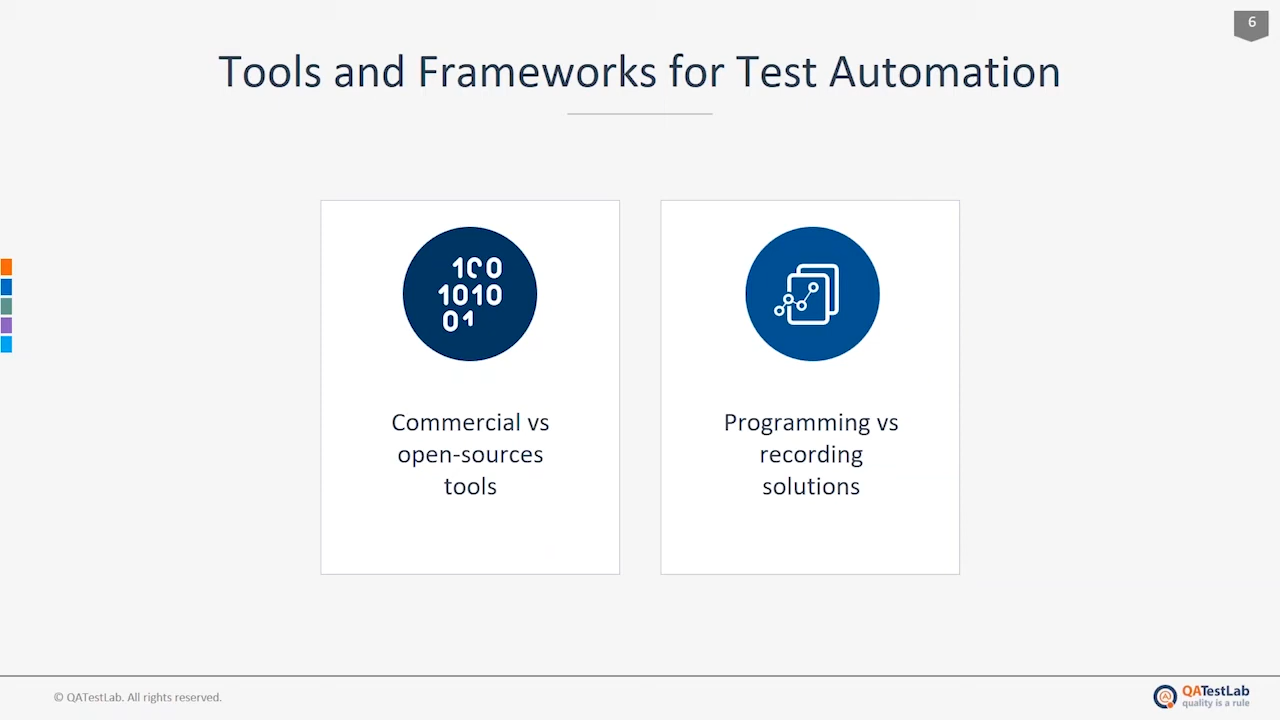 6
Tools and Frameworks for Test Automation
100
1010
01
Commercial vs
open-sources
tools
Programming vs
recording
solutions
© QATestLab. All rights reserved.
QATestLab
quality is a rule